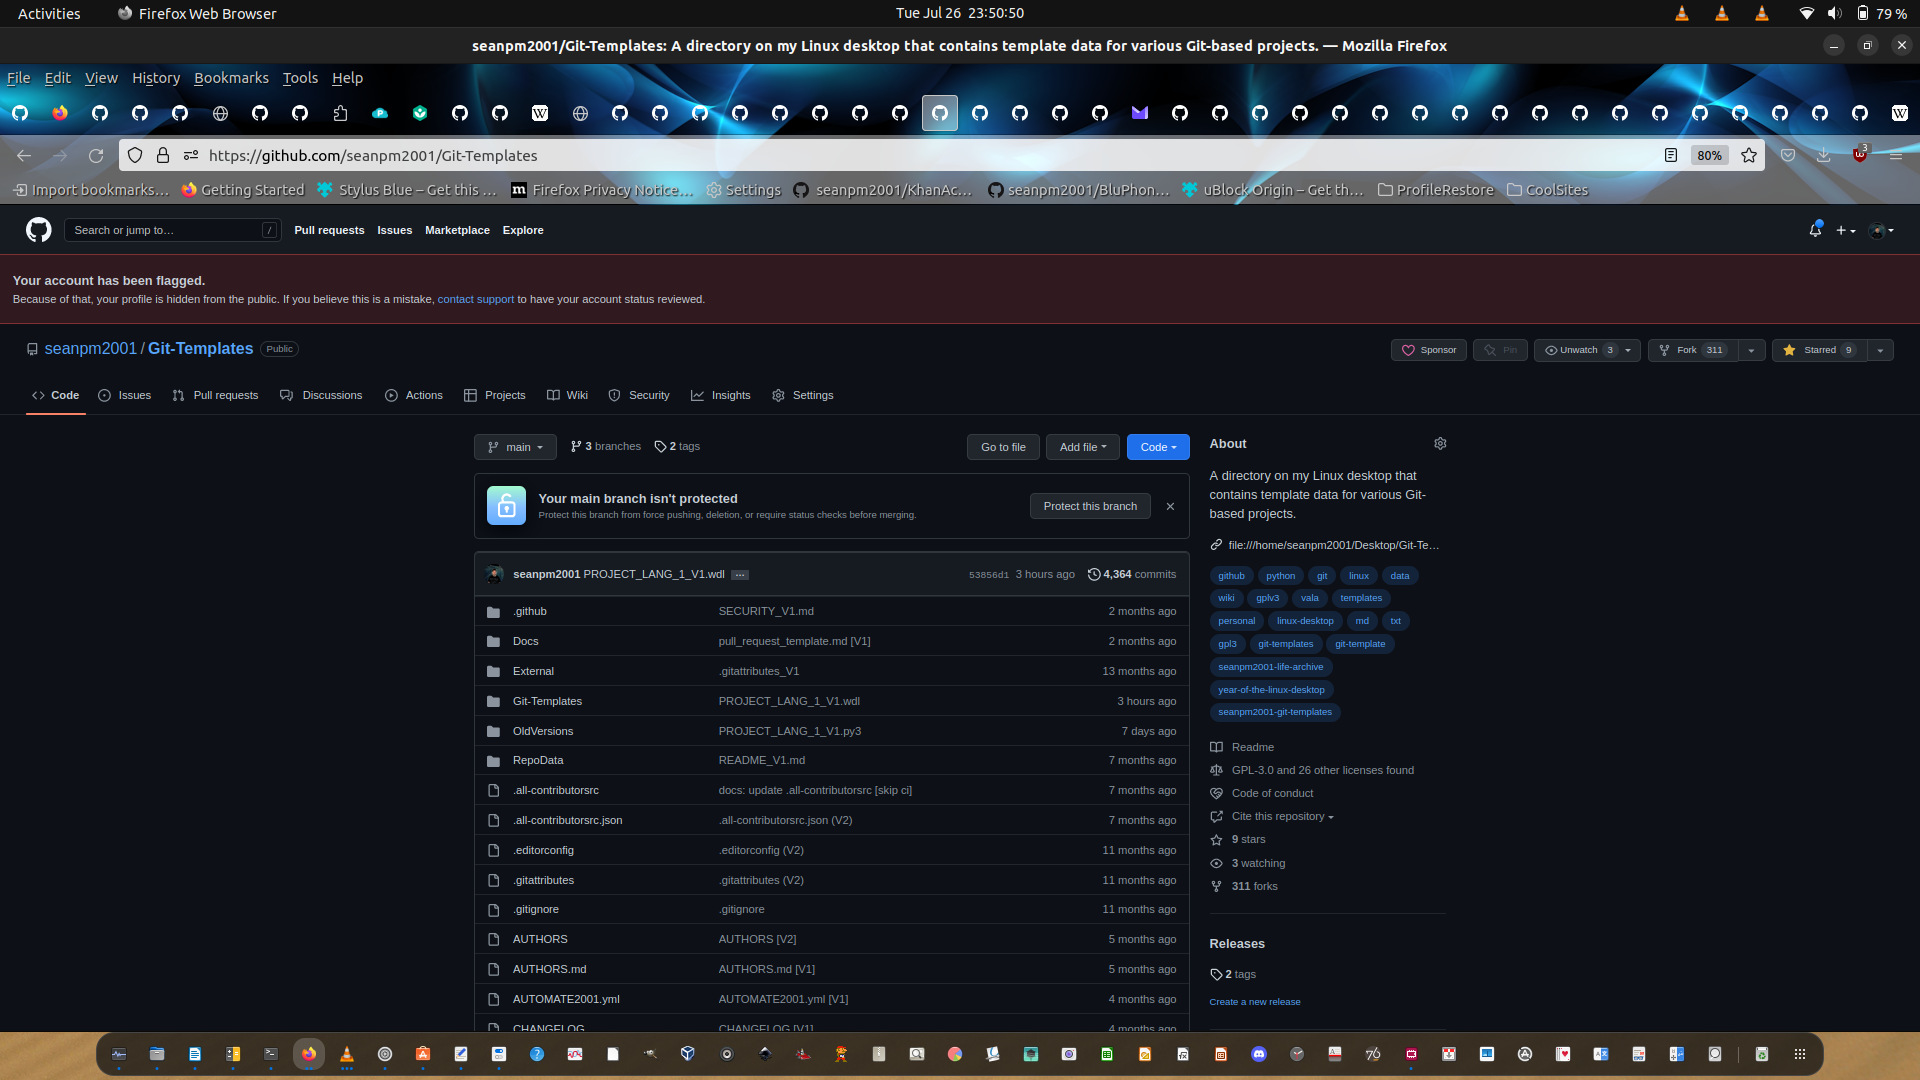 Activities
Firefox Web Browser
Tue Jul 26 23:50:50
79 %
seanpm2001/Git-Templates: A directory on my Linux desktop that contains template data for various Git-based projects. — Mozilla Firefox
File Edit View History Bookmarks Tools Help
https://github.com/seanpm2001/Git-Templates
80%
3
Import bookmarks…
Getting Started
Stylus Blue – Get this …
Firefox Privacy Notice…
Settings
seanpm2001/KhanAc…
seanpm2001/BluPhon…
uBlock Origin – Get th…
ProfileRestore
CoolSites
Search or jump to…
/
Pull requests
Issues
Marketplace
Explore
Your account has been flagged.
Because of that, your profile is hidden from the public. If you believe this is a mistake, contact support to have your account status reviewed.
seanpm2001 / Git-Templates Public
Sponsor
Pin
Unwatch 3
Fork 311
Starred 9
Code
Issues
Pull requests
Discussions
Actions
Projects
Wiki
Security
Insights
Settings
main
3 branches
2 tags
Go to file
Add file
Code
Your main branch isn't protected
Protect this branch from force pushing, deletion, or require status checks before merging.
Protect this branch
seanpm2001 PROJECT_LANG_1_V1.wdl … 53856d1 3 hours ago 4,364 commits
.github SECURITY_V1.md 2 months ago
Docs pull_request_template.md [V1] 2 months ago
External .gitattributes_V1 13 months ago
Git-Templates PROJECT_LANG_1_V1.wdl 3 hours ago
OldVersions PROJECT_LANG_1_V1.py3 7 days ago
RepoData README_V1.md 7 months ago
.all-contributorsrc docs: update .all-contributorsrc [skip ci] 7 months ago
.all-contributorsrc.json .all-contributorsrc.json (V2) 7 months ago
.editorconfig .editorconfig (V2) 11 months ago
.gitattributes .gitattributes (V2) 11 months ago
.gitignore .gitignore 11 months ago
AUTHORS AUTHORS [V2] 5 months ago
AUTHORS.md AUTHORS.md [V1] 5 months ago
AUTOMATE2001.yml AUTOMATE2001.yml [V1] 4 months ago
CHANGELOG CHANGELOG [V1] 4 months ago
About
A directory on my Linux desktop that
contains template data for various Git-
based projects.
file:///home/seanpm2001/Desktop/Git-Te…
github python git linux data
wiki gplv3 vala templates
personal linux-desktop md txt
gpl3 git-templates git-template
seanpm2001-life-archive
year-of-the-linux-desktop
seanpm2001-git-templates
Readme
GPL-3.0 and 26 other licenses found
Code of conduct
Cite this repository
9 stars
3 watching
311 forks
Releases
2 tags
Create a new release